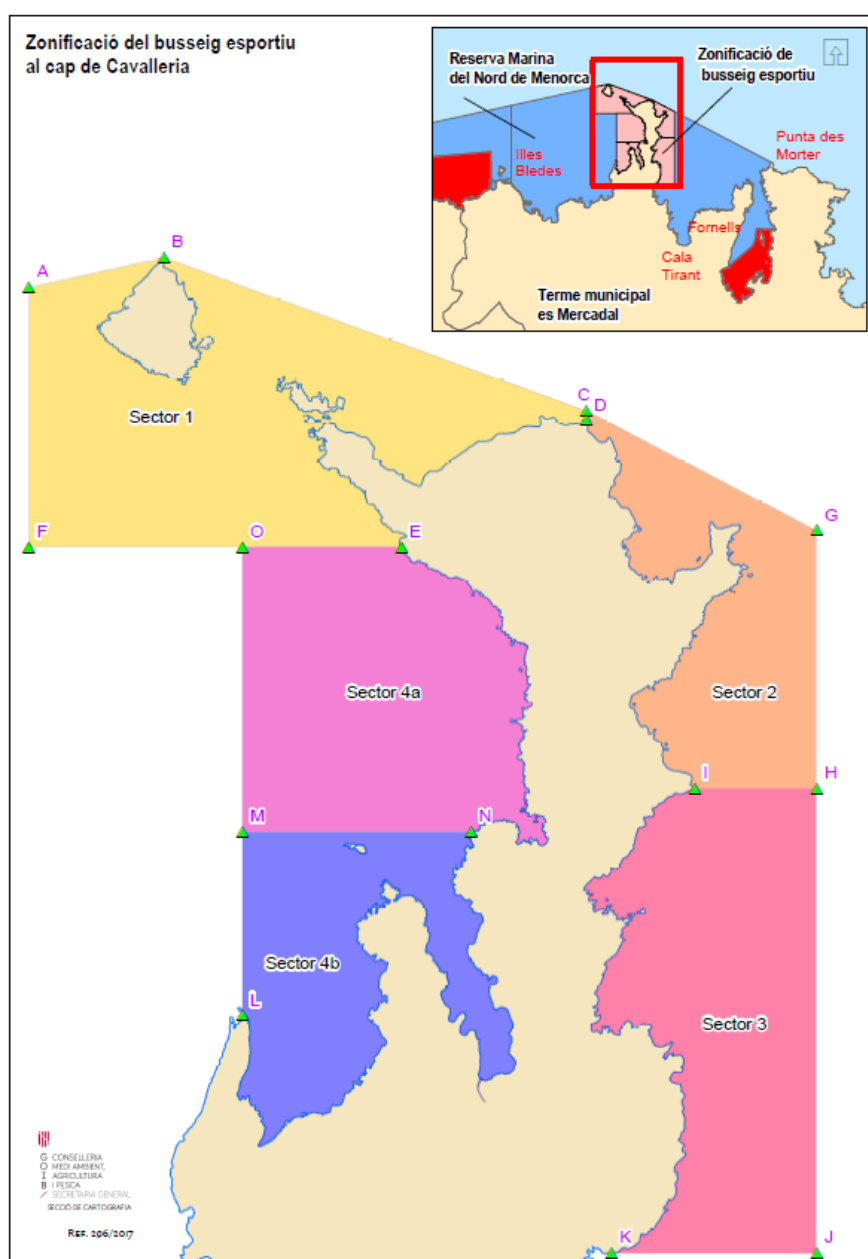 Zonificació del busseig esportiu
al cap de Cavalleria
Reserva Marina
del Nord de Menorca
Zonificació de
busseig esportiu
Illes
Bledes
Punta des
Morter
Fornells
Cala
Tirant
Terme municipal
es Mercadal
A
B
C
D
Sector 1
F
O
E
G
Sector 4a
Sector 2
I
H
M
N
Sector 4b
L
Sector 3
G CONSELLERIA
O MEDI AMBIENT,
I AGRICULTURA
B I PESCA
/ SECRETARIA GENERAL
SECCIÓ DE CARTOGRAFIA
REF. 296/2017
K
J